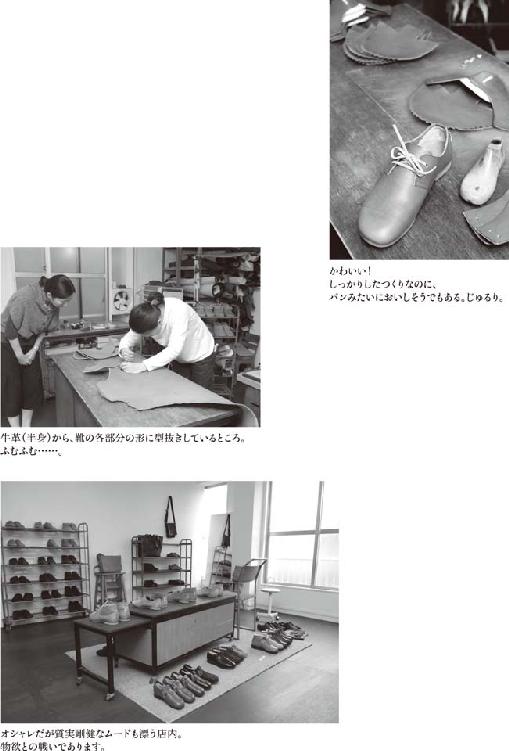 かわいい！
しっかりしたつくりなのに、
パンみたいにおいしそうでもある。じゅるり。
牛革（半身）から、靴の各部分の形に型抜きしているところ。
ふむふむ……。
オシャレだが質実剛健なムードも漂う店内。
物欲との戦いであります。